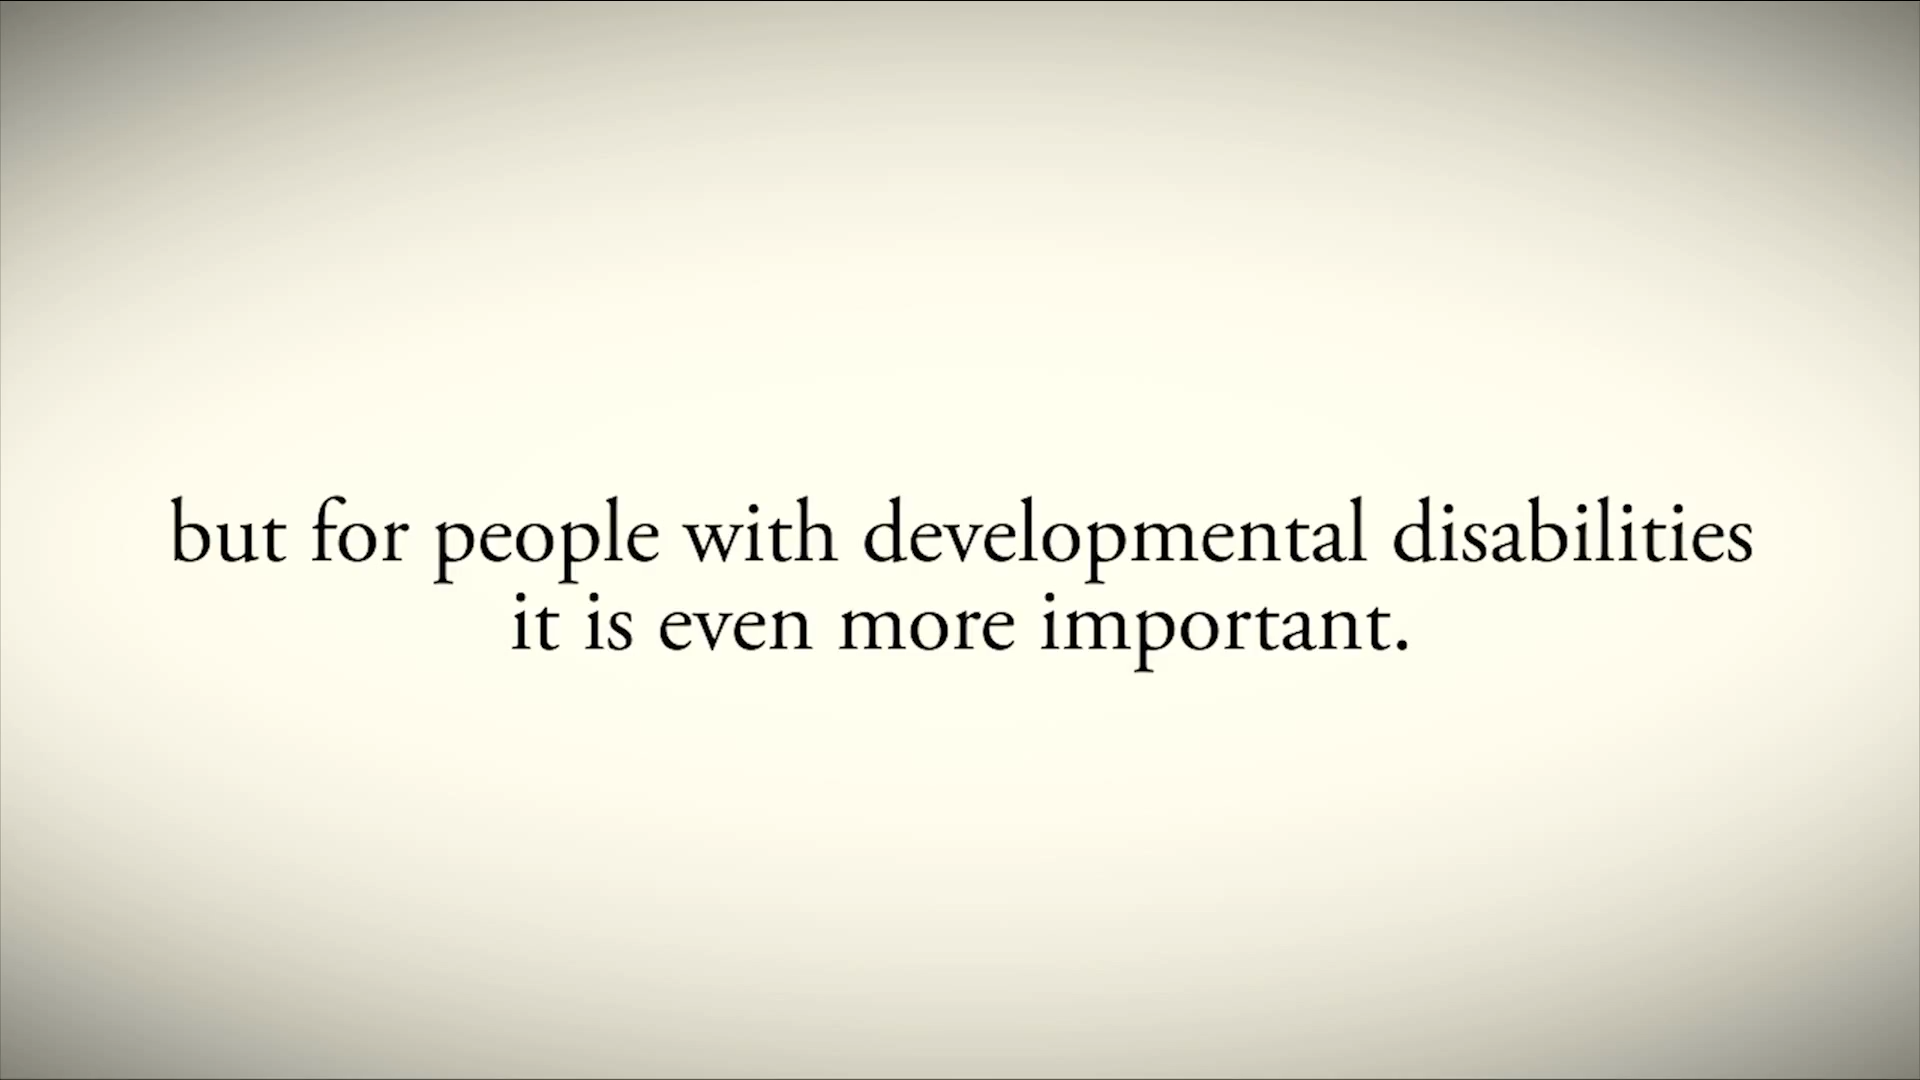 but for people with developmental disabilities
it is even more important.